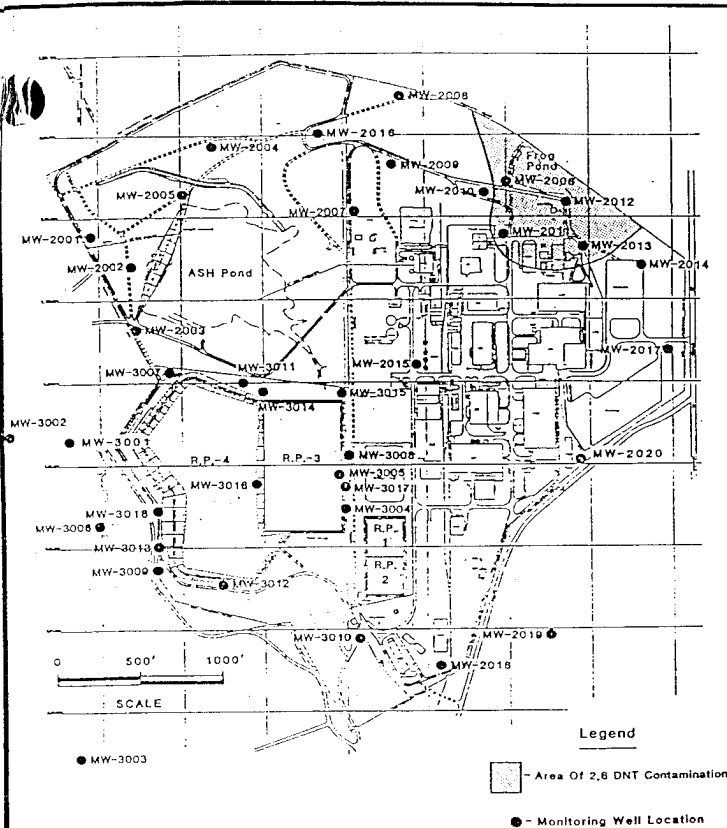 MW-2008
MW-2016
MW-2004
MW-2009
Frog
Pond
MW-2010
MW-2006
MW-2005
MW-2012
MW-2007
MW-2001
MW-2011
MW-2013
MW-2002
ASH Pond
MW-2014
MW-2003
MW-2017
MW-2015
MW-3007
MW-3011
MW-3014
MW-3015
MW-3002
MW-3001
MW-3008
MW-2020
R.P.-4
R.P.-3
MW-3005
MW-3016
MW-3017
MW-3018
MW-3004
MW-3006
R.P.
1
MW-3013
R.P.
2
MW-3009
MW-3012
MW-3010
MW-2019
0 500' 1000'
MW-2018
SCALE
Legend
MW-3003
- Area Of 2,6 DNT Contamination
- Monitoring Well Location